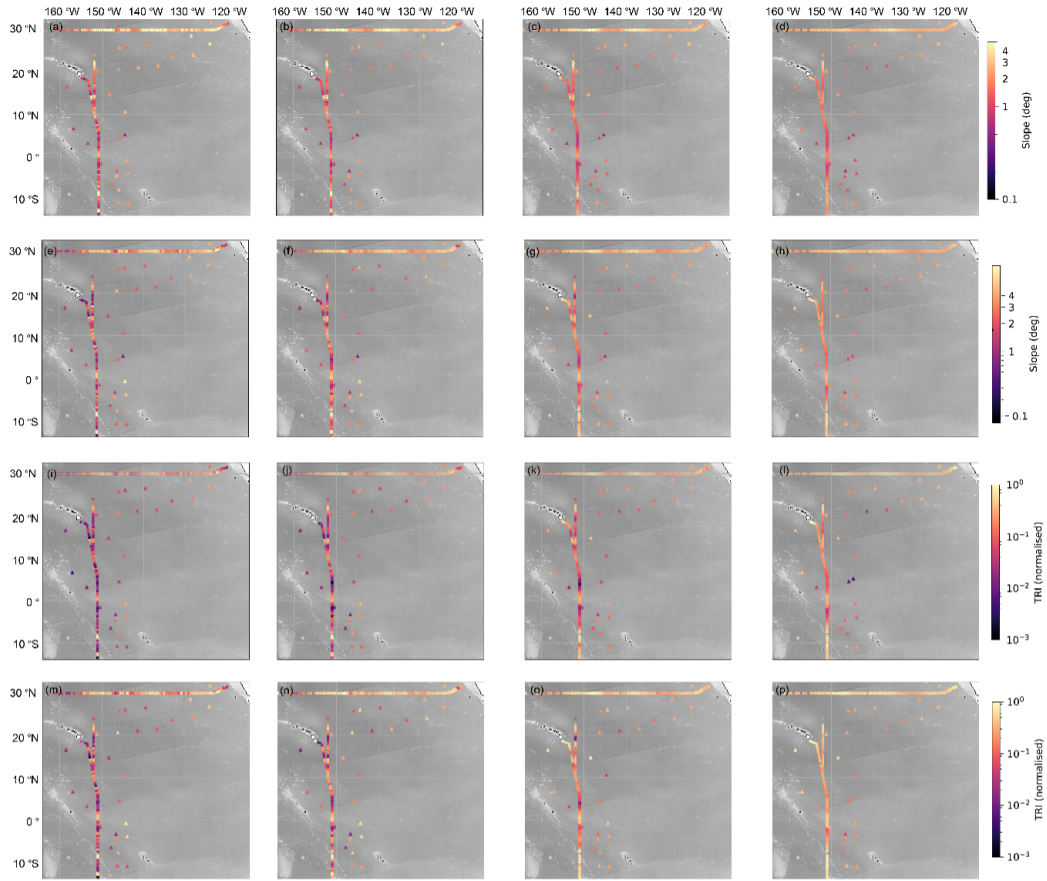 160 °W 150 °W 140 °W 130 °W 120 °W 160 °W 150 °W 140 °W 130 °W 120 °W 160 °W 150 °W 140 °W 130 °W 120 °W 160 °W 150 °W 140 °W 130 °W 120 °W
30 °N (a) (b) (c) (d)
20 °N
10 °N
0 °
10 °S
4
3
2
1
0.1
Slope (deg)
30 °N (e) (f) (g) (h)
20 °N
10 °N
0 °
10 °S
4
3
2
1
0.1
Slope (deg)
30 °N (i) (j) (k) (l)
20 °N
10 °N
0 °
10 °S
10⁰
10⁻¹
10⁻²
10⁻³
TRI (normalised)
30 °N (m) (n) (o) (p)
20 °N
10 °N
0 °
10 °S
10⁰
10⁻¹
10⁻²
10⁻³
TRI (normalised)